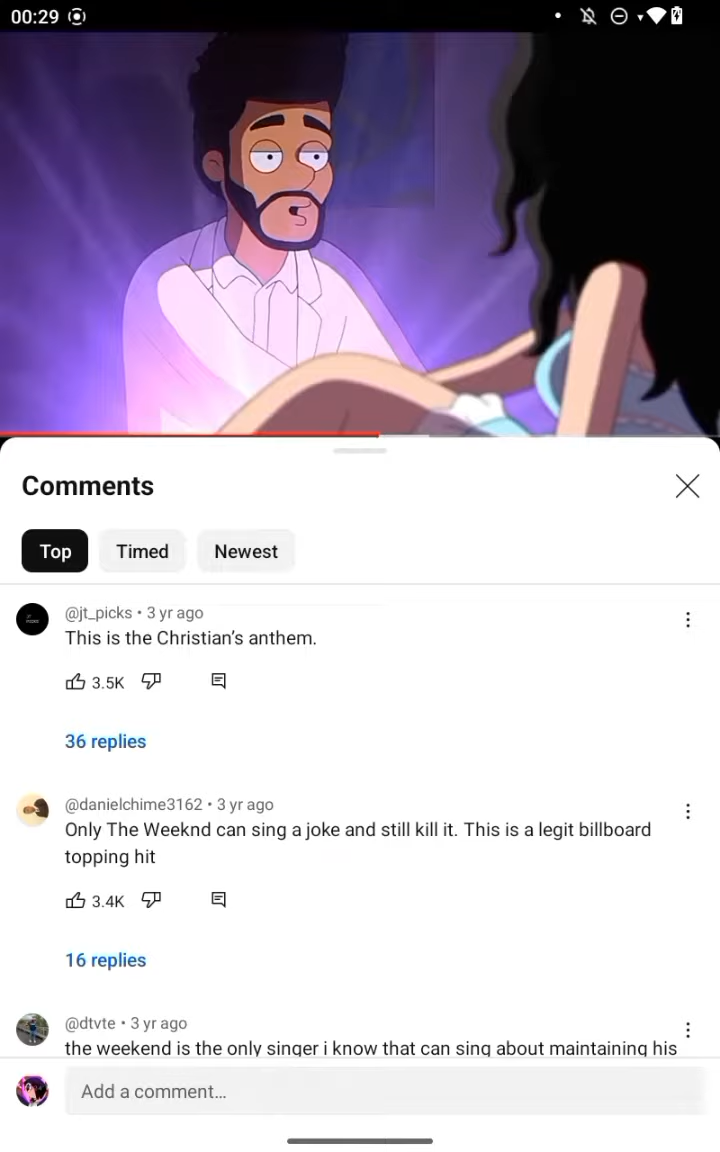 00:29
Comments
Top Timed Newest
@jt_picks • 3 yr ago
This is the Christian’s anthem.
3.5K
36 replies
@danielchime3162 • 3 yr ago
Only The Weeknd can sing a joke and still kill it. This is a legit billboard
topping hit
3.4K
16 replies
@dtvte • 3 yr ago
the weekend is the only singer i know that can sing about maintaining his
Add a comment...